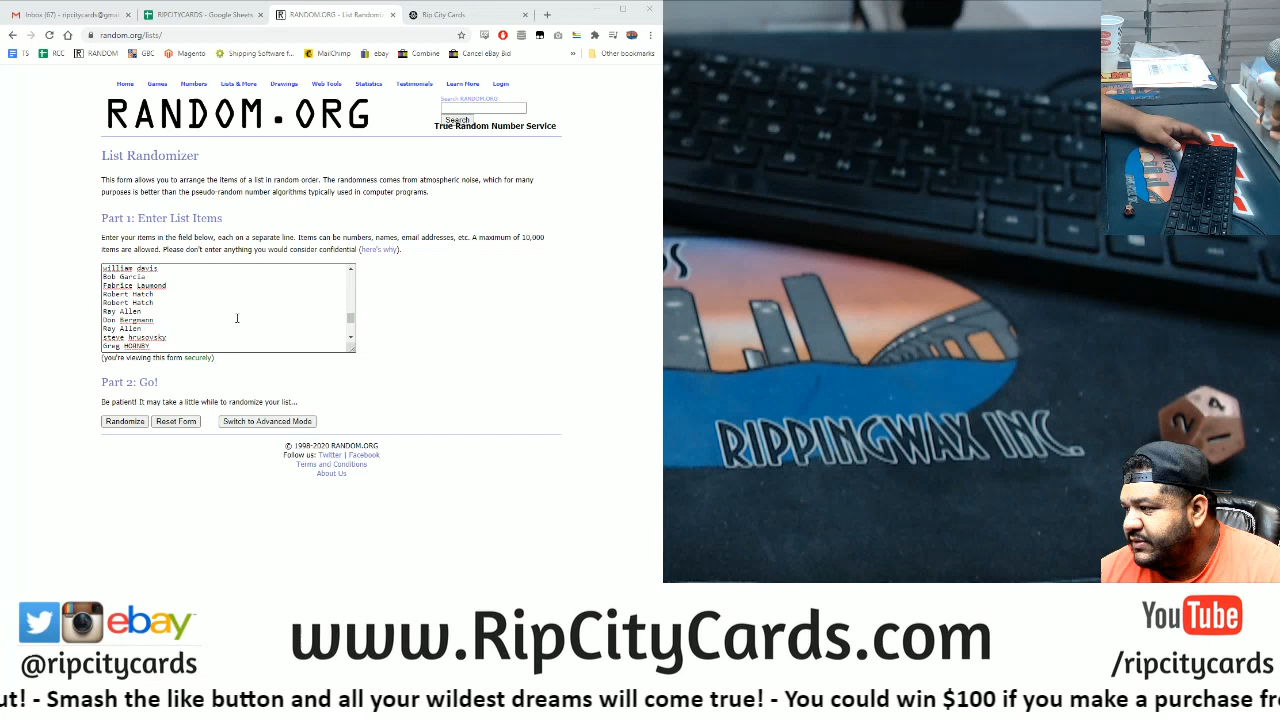 Inbox (67) - ripcitycards@gmai
RIPCITYCARDS - Google Sheets
RANDOM.ORG - List Randomize
Rip City Cards
random.org/lists/
TS
RCC
RANDOM
GBC
Magento
Shipping Software f...
MailChimp
ebay
Combine
Cancel eBay Bid
Other bookmarks
Home Games Numbers Lists & More Drawings Web Tools Statistics Testimonials Learn More Login
RANDOM.ORG
Search RANDOM.ORG
Search
True Random Number Service
List Randomizer
This form allows you to arrange the items of a list in random order. The randomness comes from atmospheric noise, which for many
purposes is better than the pseudo-random number algorithms typically used in computer programs.
Part 1: Enter List Items
Enter your items in the field below, each on a separate line. Items can be numbers, names, email addresses, etc. A maximum of 10,000
items are allowed. Please don't enter anything you would consider confidential (here's why).
william davis
Bob Garcia
Fabrice Laumond
Robert Hatch
Robert Hatch
Ray Allen
Don Bergmann
Ray Allen
steve hrusovsky
Greg HORNBY
(you're viewing this form securely)
Part 2: Go!
Be patient! It may take a little while to randomize your list...
Randomize Reset Form Switch to Advanced Mode
© 1998-2020 RANDOM.ORG
Follow us: Twitter | Facebook
Terms and Conditions
About Us
RIPPINGWAX INC.
2 4
1
ebay
@ripcitycards
www.RipCityCards.com
YouTube
/ripcitycards
ut! - Smash the like button and all your wildest dreams will come true! - You could win $100 if you make a purchase fr